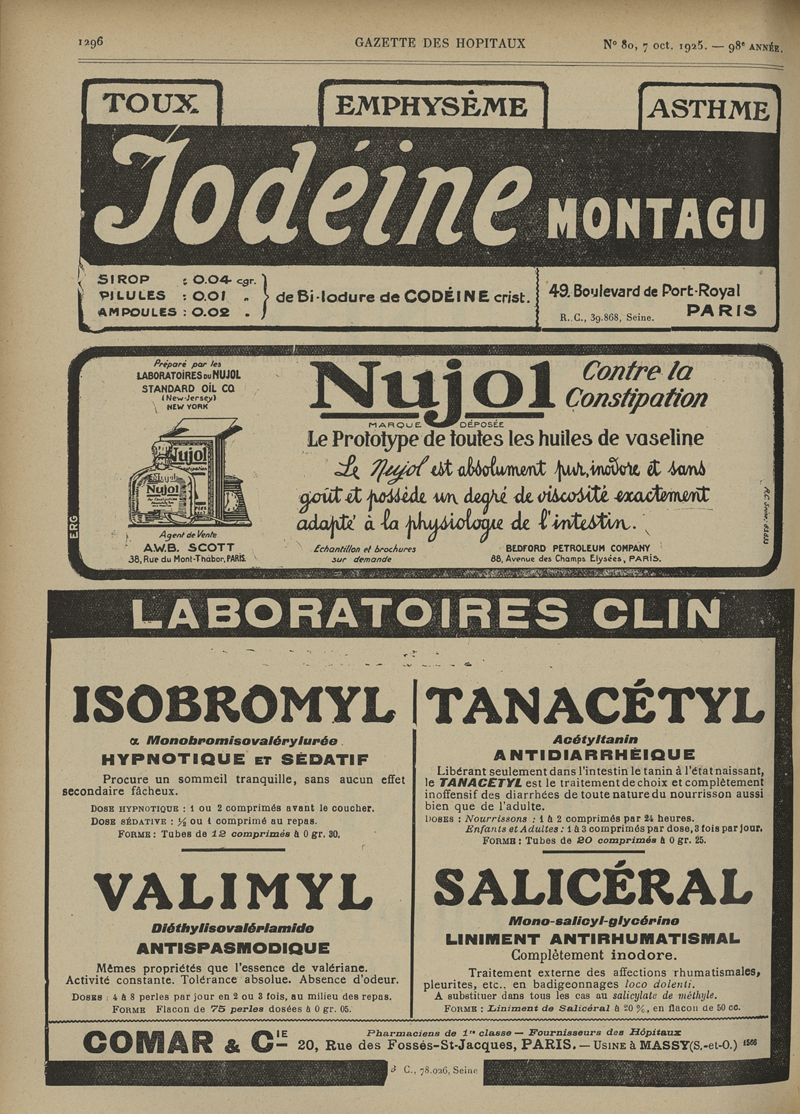 1296
GAZETTE DES HOPITAUX
N° 80, 7 oct. 1925. — 98e ANNÉE.
TOUX
EMPHYSÈME
ASTHME
Iodéine MONTAGU
SIROP : 0.04 cgr.
PILULES : 0.01 "
AMPOULES : 0.02 "
de Bi-Iodure de CODÉINE crist.
49, Boulevard de Port-Royal
PARIS
R. C., 39.868, Seine.
Préparé par les
LABORATOIRES DU NUJOL
STANDARD OIL CO
(New-Jersey)
NEW YORK
Nujol
Nujol
Agent de Vente
A.W.B. SCOTT
38, Rue du Mont-Thabor, PARIS.
ERG
Nujol
MARQUE DÉPOSÉE
Contre la
Constipation
Le Prototype de toutes les huiles de vaseline
Le Nujol est absolument pur, inodore et sans
goût et possède un degré de viscosité exactement
adapté à la physiologie de l'intestin.
Echantillon et brochures
sur demande
BEDFORD PETROLEUM COMPANY
88, Avenue des Champs Elysées, PARIS.
LABORATOIRES CLIN
ISOBROMYL
α Monobromisovalérylurée.
HYPNOTIQUE ET SÉDATIF
Procure un sommeil tranquille, sans aucun effet
secondaire fâcheux.
DOSE HYPNOTIQUE : 1 ou 2 comprimés avant le coucher.
DOSE SÉDATIVE : ½ ou 1 comprimé au repas.
FORME : Tubes de 12 comprimés à 0 gr. 30.
TANACÉTYL
Acétyltanin
ANTIDIARRHÉIQUE
Libérant seulement dans l'intestin le tanin à l'état naissant,
le TANACÉTYL est le traitement de choix et complètement
inoffensif des diarrhées de toute nature du nourrisson aussi
bien que de l'adulte.
DOSES : Nourrissons : 1 à 2 comprimés par 24 heures.
Enfants et Adultes : 1 à 3 comprimés par dose, 3 fois par jour.
FORME : Tubes de 20 comprimés à 0 gr. 25.
VALIMYL
Diéthylisovalériamide
ANTISPASMODIQUE
Mêmes propriétés que l'essence de valériane.
Activité constante. Tolérance absolue. Absence d'odeur.
DOSES : 4 à 8 perles par jour en 2 ou 3 fois, au milieu des repas.
FORME Flacon de 75 perles dosées à 0 gr. 05.
SALICÉRAL
Mono-salicyl-glycérine
LINIMENT ANTIRHUMATISMAL
Complètement inodore.
Traitement externe des affections rhumatismales,
pleurites, etc., en badigeonnages loco dolenti.
A substituer dans tous les cas au salicylate de méthyle.
FORME : Liniment de Salicéral à 20 %, en flacon de 50 cc.
COMAR & CIE
Pharmaciens de 1re classe — Fournisseurs des Hôpitaux
20, Rue des Fossés-St-Jacques, PARIS. — USINE à MASSY (S.-et-O.) 1566
C., 78.026, Seine